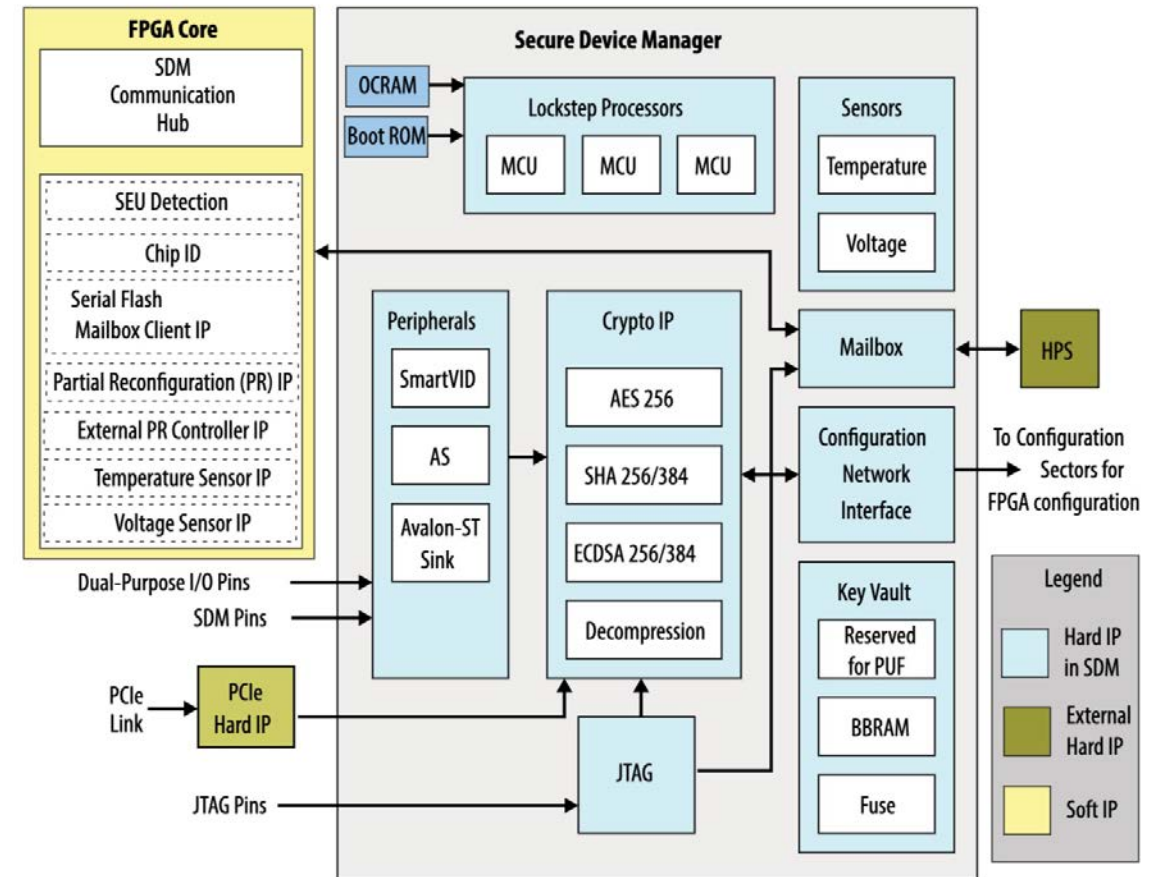 FPGA Core
SDM
Communication
Hub
SEU Detection
Chip ID
Serial Flash
Mailbox Client IP
Partial Reconfiguration (PR) IP
External PR Controller IP
Temperature Sensor IP
Voltage Sensor IP
Dual-Purpose I/O Pins
SDM Pins
PCIe
Link
PCIe
Hard IP
JTAG Pins
Secure Device Manager
OCRAM
Boot ROM
Lockstep Processors
MCU
MCU
MCU
Sensors
Temperature
Voltage
Peripherals
SmartVID
AS
Avalon-ST
Sink
Crypto IP
AES 256
SHA 256/384
ECDSA 256/384
Decompression
JTAG
Mailbox
HPS
Configuration
Network
Interface
To Configuration
Sectors for
FPGA configuration
Key Vault
Reserved
for PUF
BBRAM
Fuse
Legend
Hard IP
in SDM
External
Hard IP
Soft IP